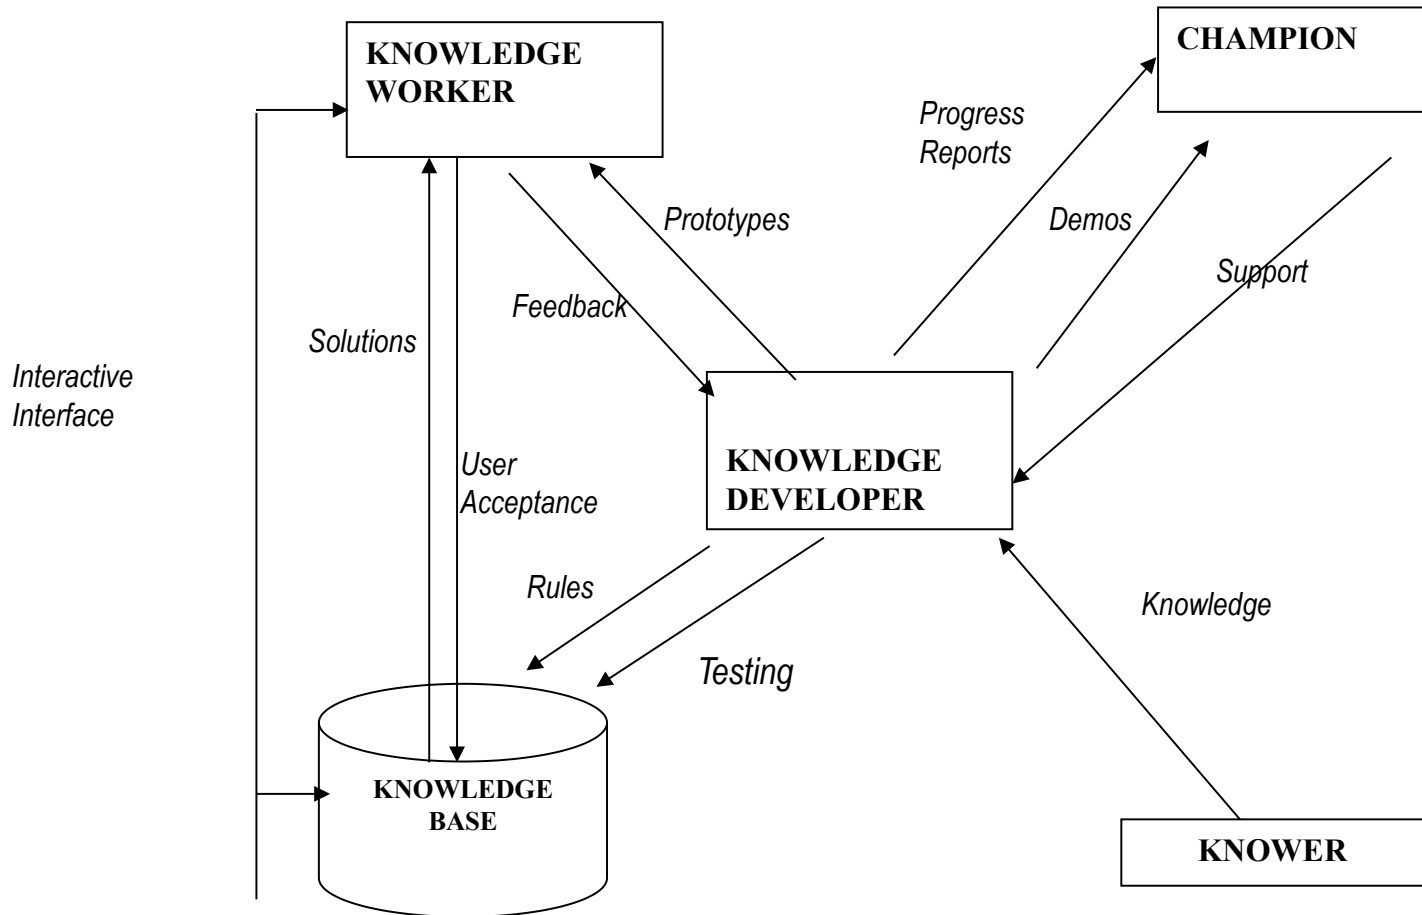 KNOWLEDGE
WORKER
CHAMPION
Progress
Reports
Prototypes
Demos
Support
Feedback
Solutions
Interactive
Interface
KNOWLEDGE
DEVELOPER
User
Acceptance
Rules
Knowledge
Testing
KNOWLEDGE
BASE
KNOWER